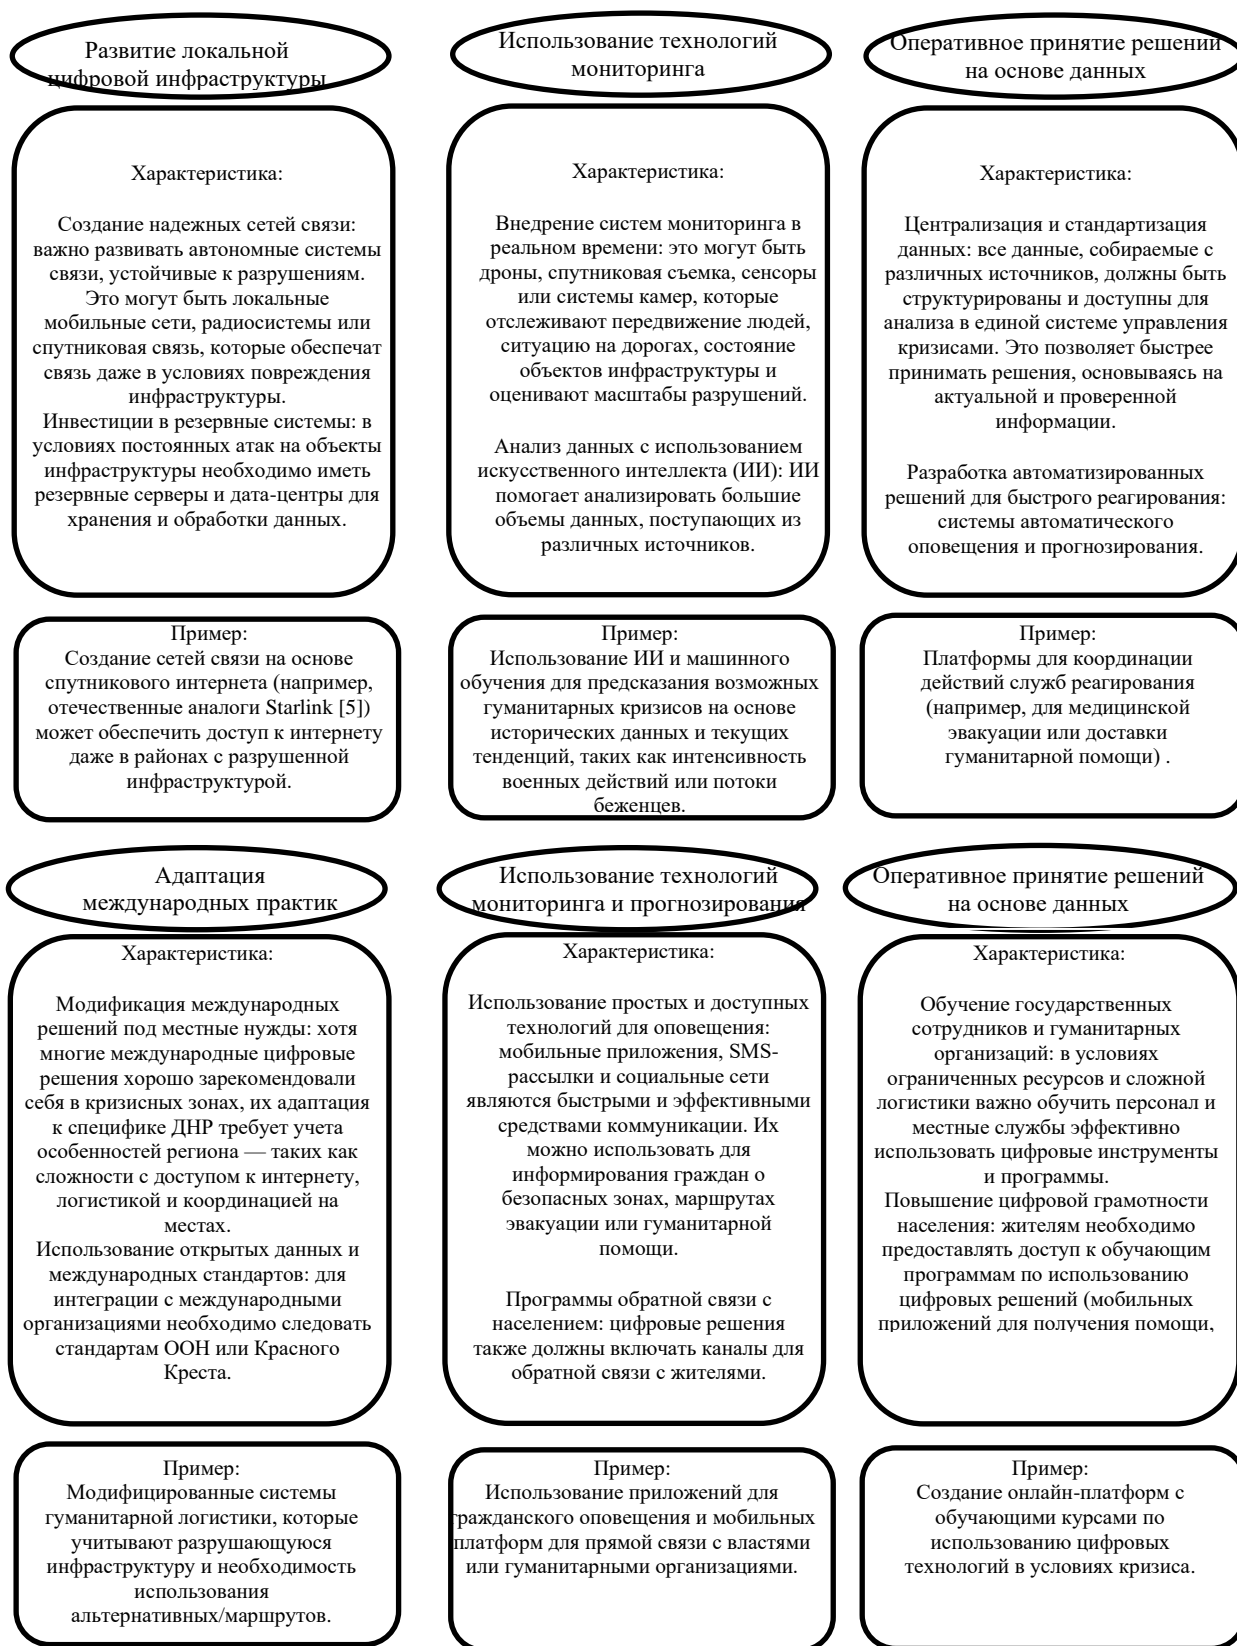 Развитие локальной
цифровой инфраструктуры
Характеристика:
Создание надежных сетей связи:
важно развивать автономные системы
связи, устойчивые к разрушениям.
Это могут быть локальные
мобильные сети, радиосистемы или
спутниковая связь, которые обеспечат
связь даже в условиях повреждения
инфраструктуры.
Инвестиции в резервные системы: в
условиях постоянных атак на объекты
инфраструктуры необходимо иметь
резервные серверы и дата-центры для
хранения и обработки данных.
Пример:
Создание сетей связи на основе
спутникового интернета (например,
отечественные аналоги Starlink [5])
может обеспечить доступ к интернету
даже в районах с разрушенной
инфраструктурой.
Использование технологий
мониторинга
Характеристика:
Внедрение систем мониторинга в
реальном времени: это могут быть
дроны, спутниковая съемка, сенсоры
или системы камер, которые
отслеживают передвижение людей,
ситуацию на дорогах, состояние
объектов инфраструктуры и
оценивают масштабы разрушений.
Анализ данных с использованием
искусственного интеллекта (ИИ): ИИ
помогает анализировать большие
объемы данных, поступающих из
различных источников.
Пример:
Использование ИИ и машинного
обучения для предсказания возможных
гуманитарных кризисов на основе
исторических данных и текущих
тенденций, таких как интенсивность
военных действий или потоки
беженцев.
Оперативное принятие решений
на основе данных
Характеристика:
Централизация и стандартизация
данных: все данные, собираемые с
различных источников, должны быть
структурированы и доступны для
анализа в единой системе управления
кризисами. Это позволяет быстрее
принимать решения, основываясь на
актуальной и проверенной
информации.
Разработка автоматизированных
решений для быстрого реагирования:
системы автоматического
оповещения и прогнозирования.
Пример:
Платформы для координации
действий служб реагирования
(например, для медицинской
эвакуации или доставки
гуманитарной помощи) .
Адаптация
международных практик
Характеристика:
Модификация международных
решений под местные нужды: хотя
многие международные цифровые
решения хорошо зарекомендовали
себя в кризисных зонах, их адаптация
к специфике ДНР требует учета
особенностей региона — таких как
сложности с доступом к интернету,
логистикой и координацией на
местах.
Использование открытых данных и
международных стандартов: для
интеграции с международными
организациями необходимо следовать
стандартам ООН или Красного
Креста.
Пример:
Модифицированные системы
гуманитарной логистики, которые
учитывают разрушающуюся
инфраструктуру и необходимость
использования
альтернативных/маршрутов.
Использование технологий
мониторинга и прогнозирования
Характеристика:
Использование простых и доступных
технологий для оповещения:
мобильные приложения, SMS-
рассылки и социальные сети
являются быстрыми и эффективными
средствами коммуникации. Их
можно использовать для
информирования граждан о
безопасных зонах, маршрутах
эвакуации или гуманитарной
помощи.
Программы обратной связи с
населением: цифровые решения
также должны включать каналы для
обратной связи с жителями.
Пример:
Использование приложений для
гражданского оповещения и мобильных
платформ для прямой связи с властями
или гуманитарными организациями.
Оперативное принятие решений
на основе данных
Характеристика:
Обучение государственных
сотрудников и гуманитарных
организаций: в условиях
ограниченных ресурсов и сложной
логистики важно обучить персонал и
местные службы эффективно
использовать цифровые инструменты
и программы.
Повышение цифровой грамотности
населения: жителям необходимо
предоставлять доступ к обучающим
программам по использованию
цифровых решений (мобильных
приложений для получения помощи,
Пример:
Создание онлайн-платформ с
обучающими курсами по
использованию цифровых
технологий в условиях кризиса.